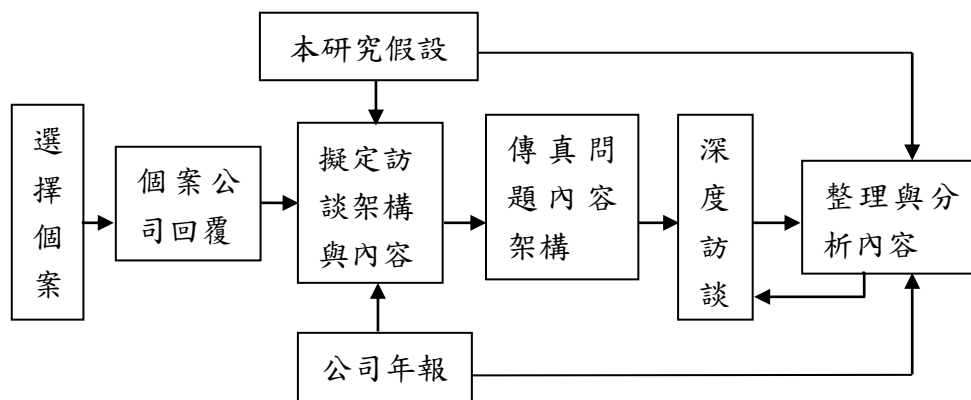 本研究假設
選
擇
個
案
個案公
司回覆
擬定訪
談架構
與內容
傳真問
題內容
架構
深
度
訪
談
整理與分
析內容
公司年報